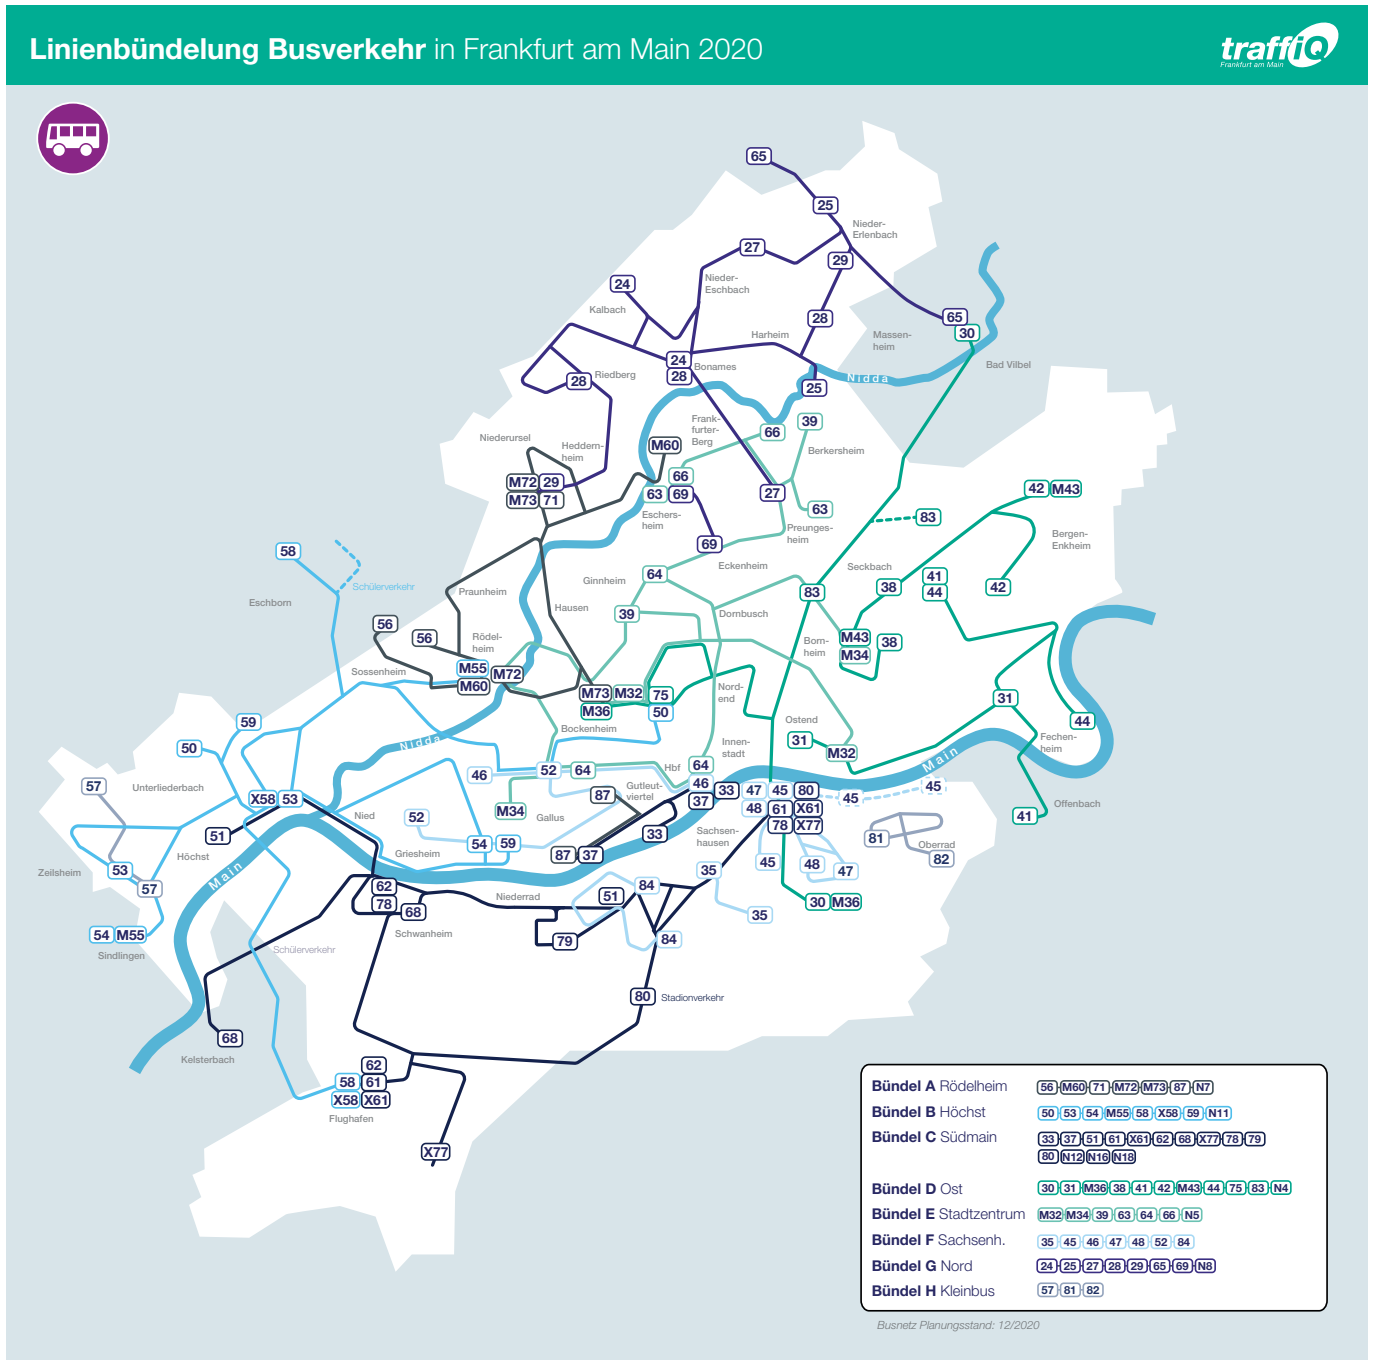 Linienbündelung Busverkehr in Frankfurt am Main 2020
traffiQ
Frankfurt am Main
65
25
Nieder-
Erlenbach
27
29
24
Nieder-
Eschbach
Kalbach
28
65
30
Harheim
Massen-
heim
24
28
Bonames
Bad Vilbel
Riedberg
28
Nidda
25
Niederursel
Heddern-
heim
Frank-
furter-
Berg
M60
66
39
Berkersheim
M72 29
M73 71
66
63 69
27
63
42 M43
Eschers-
heim
Preunges-
heim
83
Bergen-
Enkheim
58
69
Eckenheim
Schülerverkehr
Eschborn
Praunheim
Ginnheim
64
Seckbach
38
41
44
42
Hausen
39
Dornbusch
83
56
56
Rödel-
heim
Born-
heim
M43
M34
38
Sossenheim
M55
M60
M72
M73 M32 75
M36 50
Nord-
end
31
59
50
Nidda
Bockenheim
Ostend
31
M32
44
Fechen-
heim
Innen-
stadt
Main
57
Unterliederbach
46
52 64
Hbf
64
46
37
33
47 45 80
48 61 X61
78 X77
45
45
Gutleut-
viertel
87
X58 53
Nied
52
M34
Gallus
Offenbach
41
51
Höchst
Griesheim
54 59
33
Sachsen-
hausen
81
Oberrad
82
Zeilsheim
53
57
Main
87 37
35
45
48
47
62
78
68
Niederrad
51
84
35
30 M36
54 M55
Sindlingen
Schwanheim
79
84
Schülerverkehr
80 Stadionverkehr
68
Kelsterbach
62
58 61
X58 X61
Flughafen
X77
Bündel A Rödelheim 56 M60 71 M72 M73 87 N7
Bündel B Höchst 50 53 54 M55 58 X58 59 N11
Bündel C Südmain 33 37 51 61 X61 62 68 X77 78 79
80 N12 N16 N18
Bündel D Ost 30 31 M36 38 41 42 M43 44 75 83 N4
Bündel E Stadtzentrum M32 M34 39 63 64 66 N5
Bündel F Sachsenh. 35 45 46 47 48 52 84
Bündel G Nord 24 25 27 28 29 65 69 N8
Bündel H Kleinbus 57 81 82
Busnetz Planungsstand: 12/2020